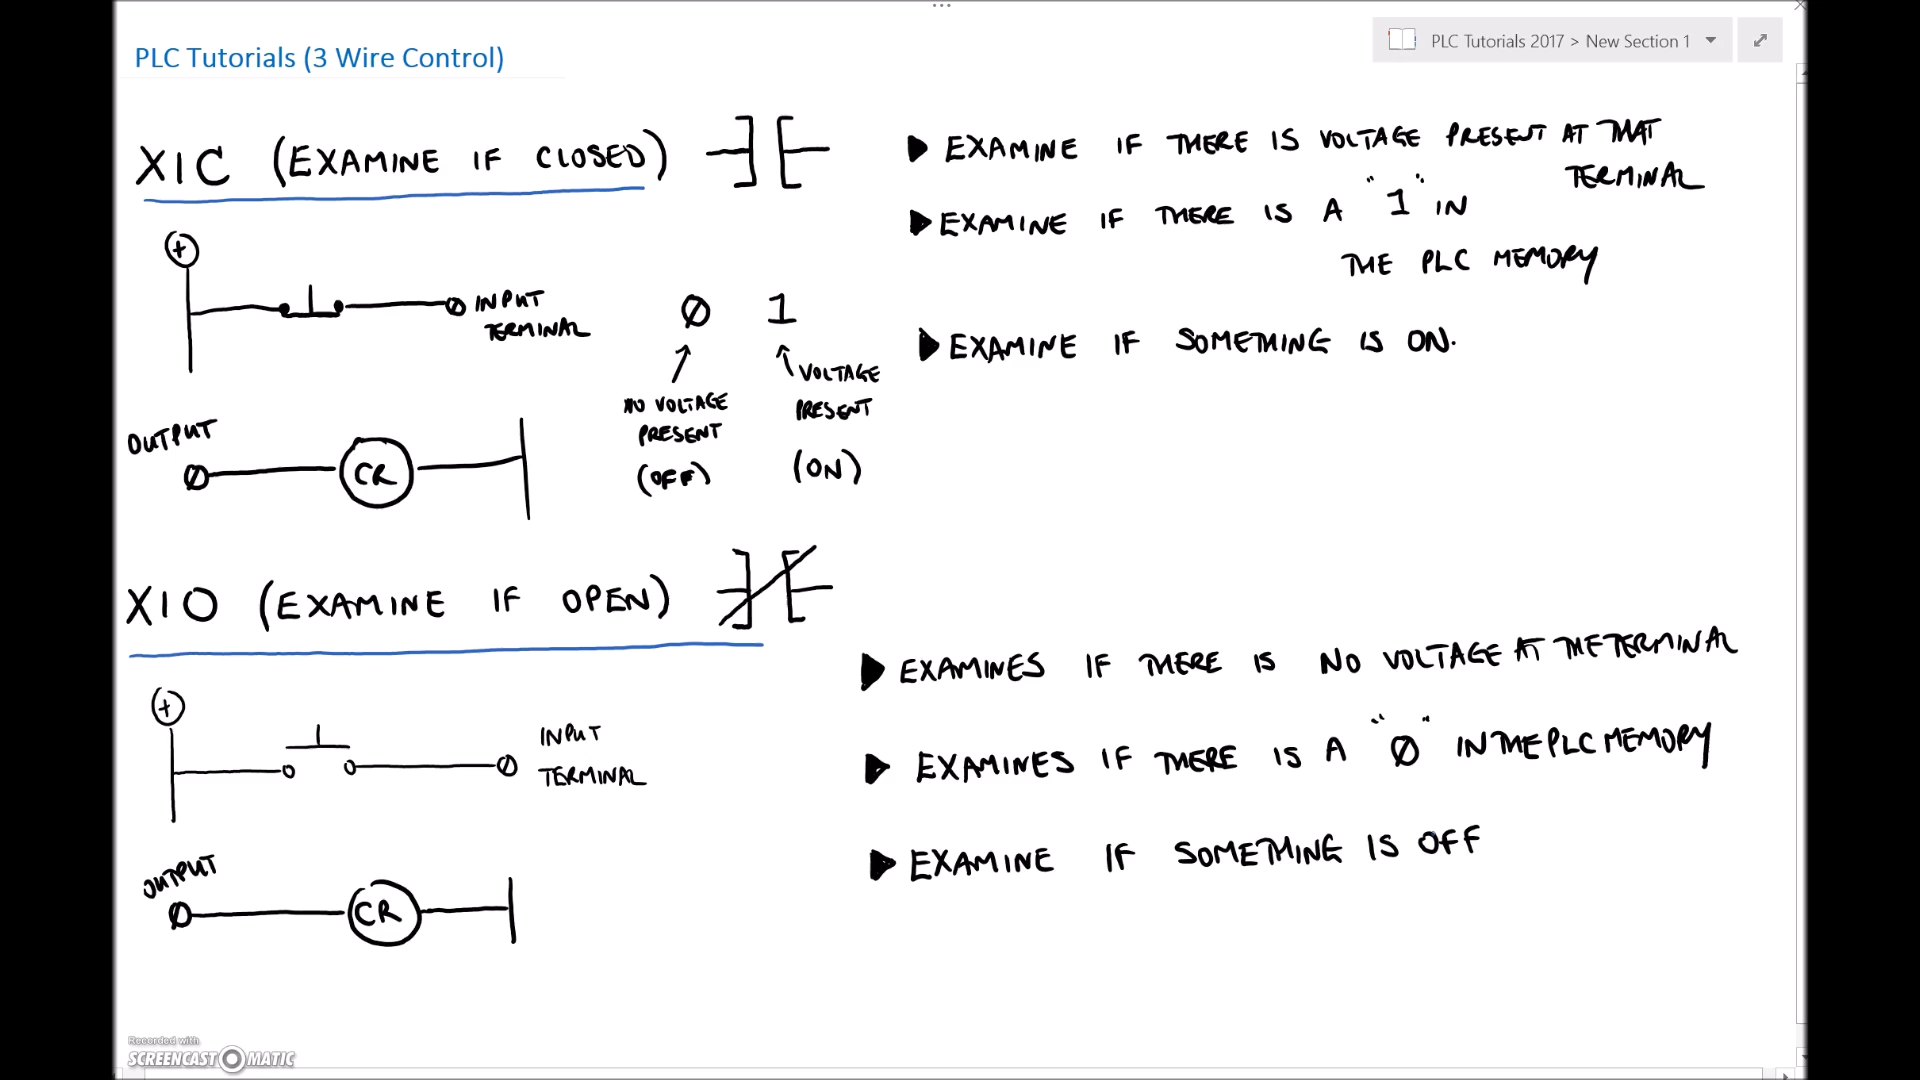 PLC Tutorials (3 Wire Control)
PLC Tutorials 2017 > New Section 1
XIC (EXAMINE IF CLOSED)
▶ EXAMINE IF THERE IS VOLTAGE PRESENT AT THAT
TERMINAL
▶ EXAMINE IF THERE IS A "1" IN
THE PLC MEMORY
▶ EXAMINE IF SOMETHING IS ON.
+
INPUT
TERMINAL
Ø 1
NO VOLTAGE
PRESENT
(OFF)
VOLTAGE
PRESENT
(ON)
OUTPUT
CR
XIO (EXAMINE IF OPEN)
▶ EXAMINES IF THERE IS NO VOLTAGE AT THE TERMINAL
▶ EXAMINES IF THERE IS A "Ø" IN THE PLC MEMORY
▶ EXAMINE IF SOMETHING IS OFF
+
INPUT
TERMINAL
OUTPUT
CR
Recorded with
SCREENCAST O MATIC